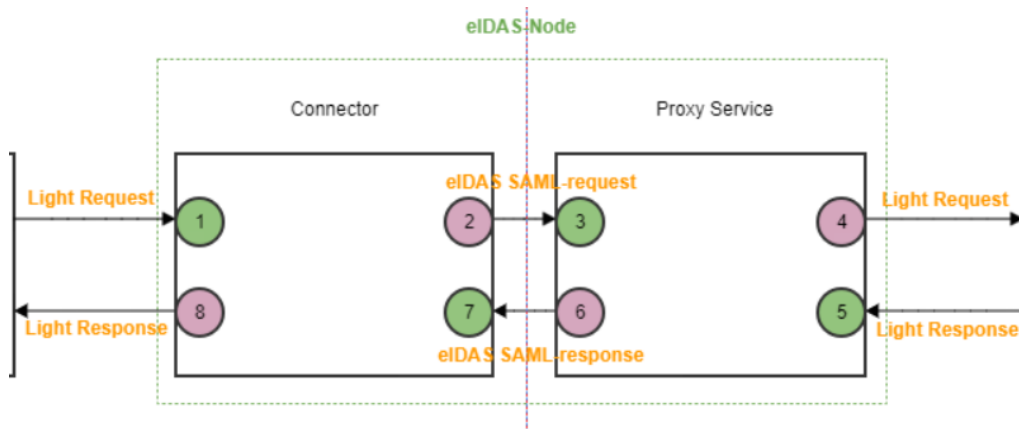 eIDAS-Node
Connector
Proxy Service
Light Request
eIDAS SAML-request
Light Request
1
2
3
4
8
7
6
5
Light Response
eIDAS SAML-response
Light Response